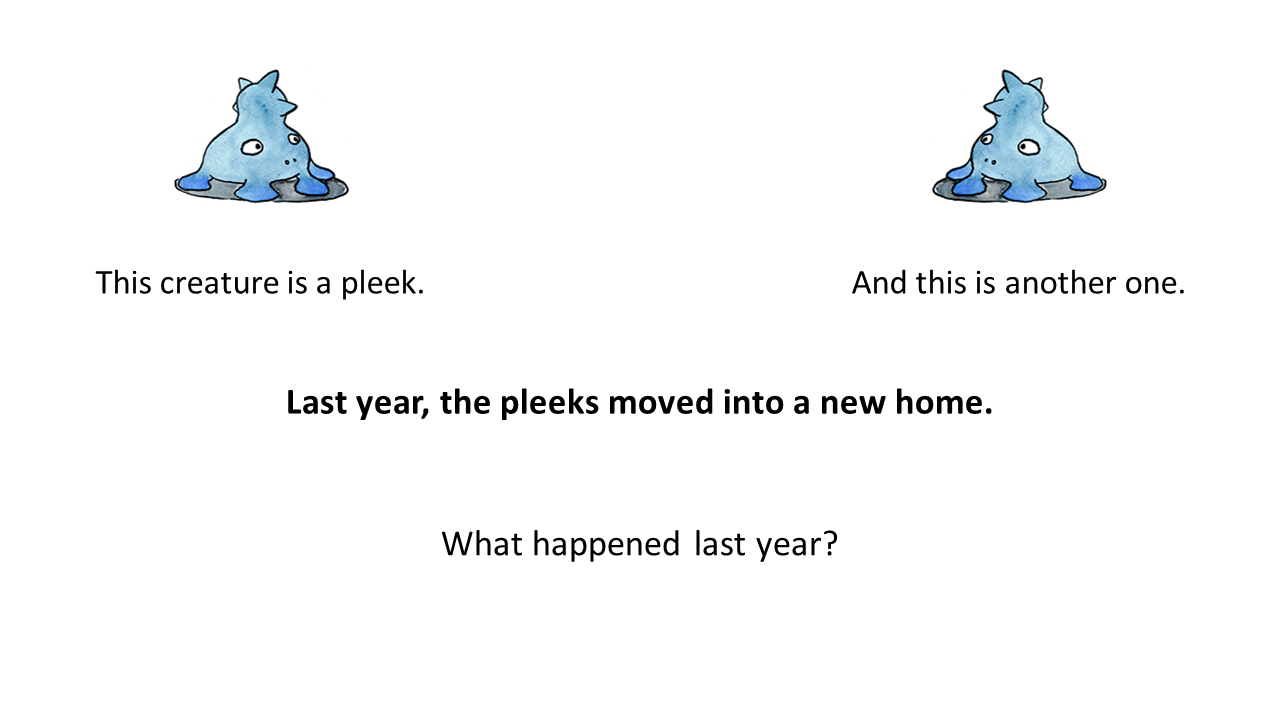 This creature is a pleek.
And this is another one.
Last year, the pleeks moved into a new home.
What happened last year?